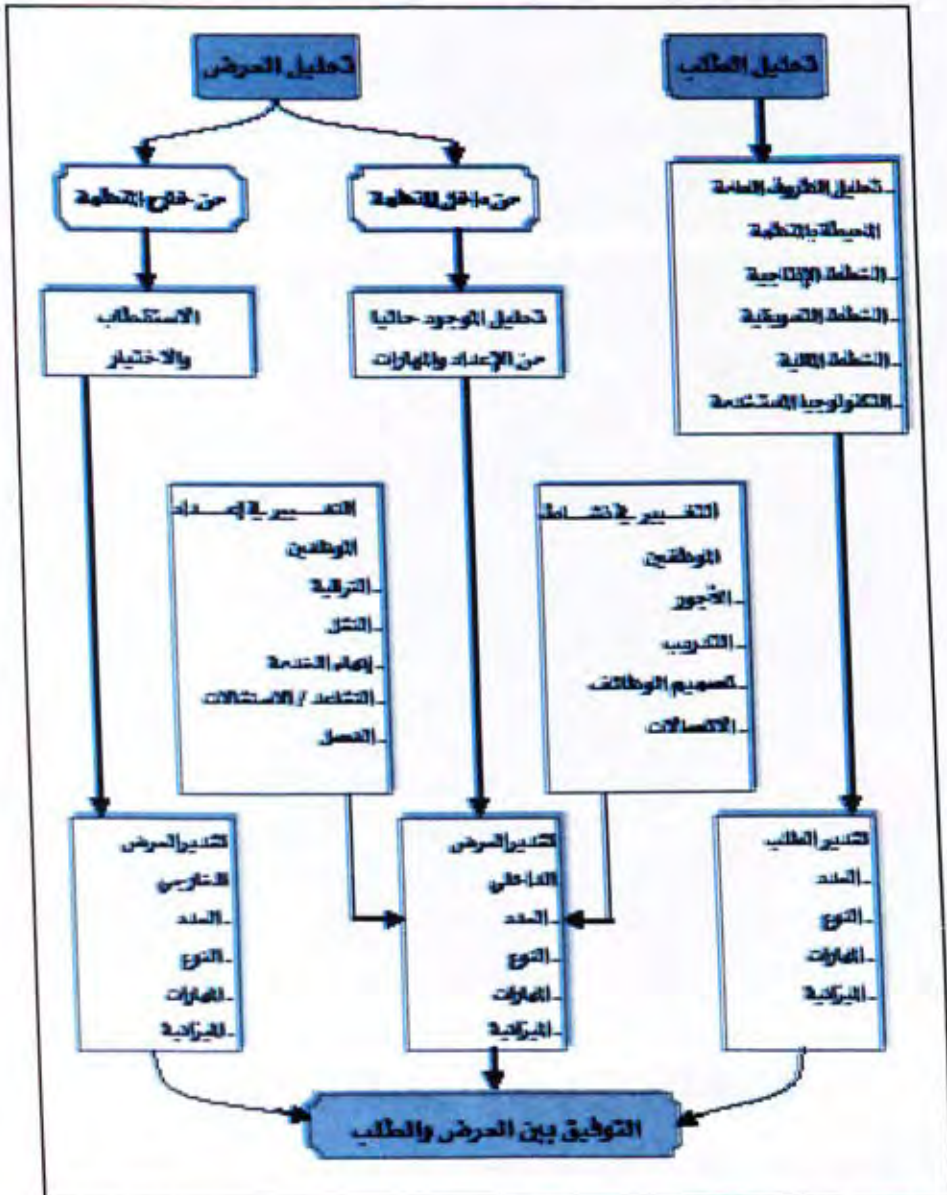 تحليل الطلب
تحليل العرض
من داخل المنظمة
من خارج المنظمة
- تحليل الظروف العامة
المحيطة بالمنظمة
- الخطة الإنتاجية
- الخطة التسويقية
- الخطة المالية
- التكنولوجيا المستخدمة
تحليل الموجود حاليا
من الإعداد والمهارات
الاستقطاب
والاختيار
التغيير في نشاط
الموظفين
- الأجور
- التدريب
- تصميم الوظائف
- الاتصالات
التغيير في إعداد
الموظفين
- الترقية
- النقل
- إنهاء الخدمة
- التقاعد / الاستقالات
- الفصل
تقدير الطلب
- العدد
- النوع
- المهارات
- الميزانية
تقدير العرض
الداخلي
- العدد
- النوع
- المهارات
- الميزانية
تقدير العرض
الخارجي
- العدد
- النوع
- المهارات
- الميزانية
التوفيق بين العرض والطلب